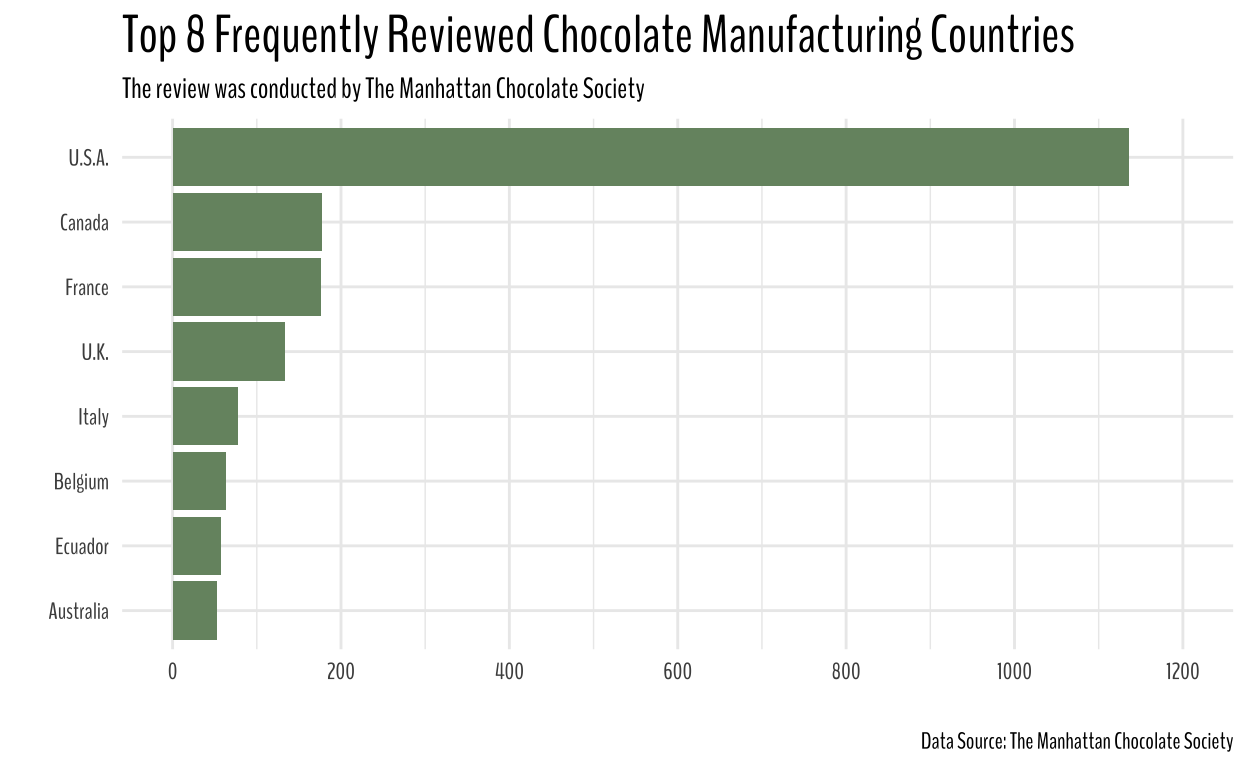 Top 8 Frequently Reviewed Chocolate Manufacturing Countries
The review was conducted by The Manhattan Chocolate Society
U.S.A.
Canada
France
U.K.
Italy
Belgium
Ecuador
Australia
0 200 400 600 800 1000 1200
Data Source: The Manhattan Chocolate Society